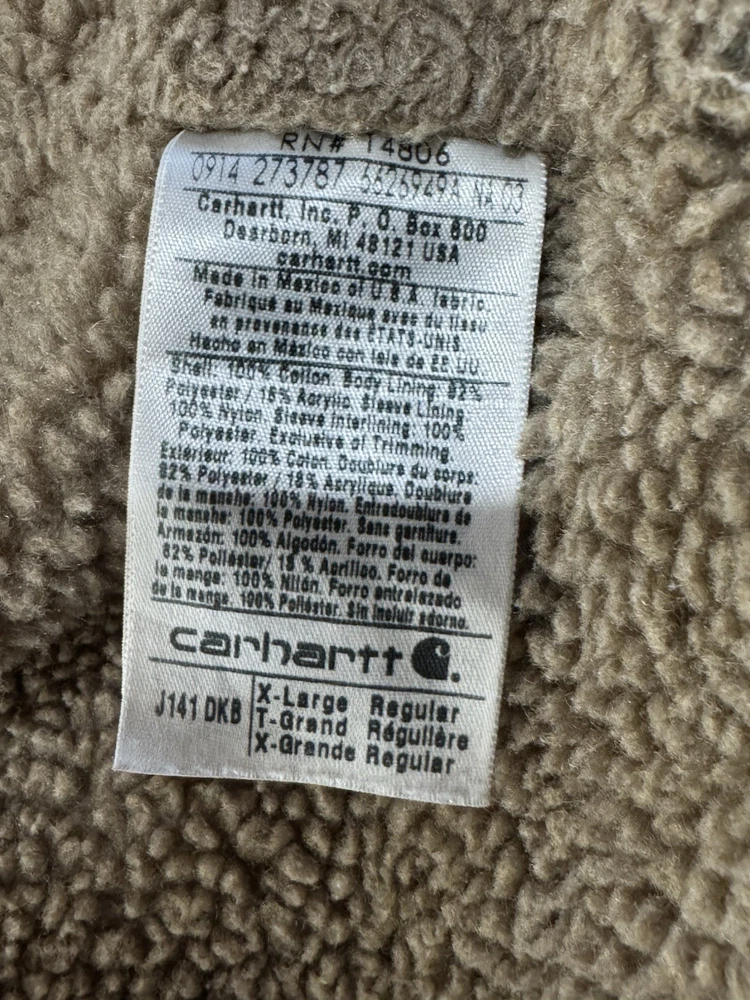 RN# 14806
0914 273787 6626949A NA 03
Carhartt, Inc. P. O. Box 600
Dearborn, MI 48121 USA
carhartt.com
Made in Mexico of U.S.A. fabric.
Fabriqué au Mexique avec du tissu
en provenance des ÉTATS-UNIS
Hecho en México con tela de EE.UU
Shell: 100% Cotton. Body Lining: 82%
Polyester / 18% Acrylic. Sleeve Lining
100% Nylon. Sleeve Interlining: 100%
Polyester. Exclusive of Trimming
Extérieur: 100% Coton. Doublure du corps:
82% Polyester / 18% Acrylique. Doublure
de la manche: 100% Nylon. Entredoublure de
la manche: 100% Polyester. Sans garniture.
Armazón: 100% Algodón. Forro del cuerpo:
82% Poliéster/ 18 % Acrílico. Forro de
la manga: 100% Nilón. Forro entrelazado
de la manga: 100% Poliéster. Sin incluir adorno.
carhartt
J141 DKB
X-Large Regular
T-Grand Régulière
X-Grande Regular